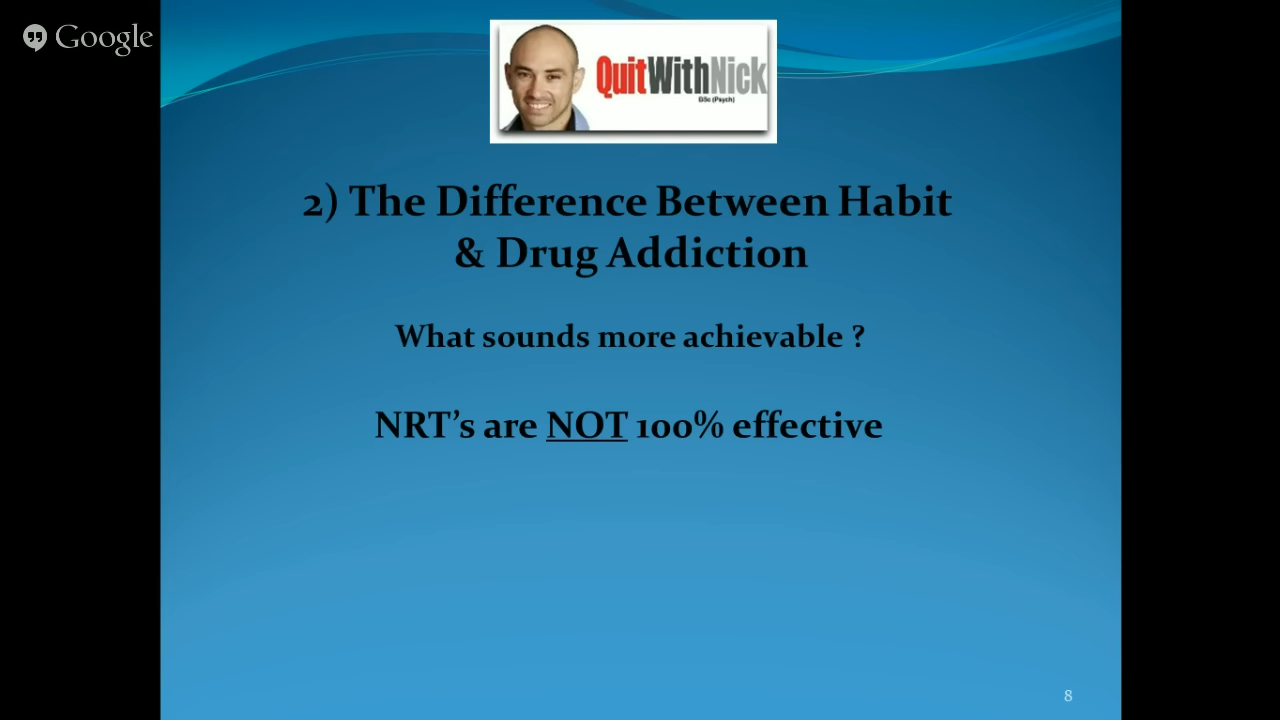 Google
QuitWithNick
BSc (Psych)
2) The Difference Between Habit
& Drug Addiction
What sounds more achievable ?
NRT's are NOT 100% effective
8